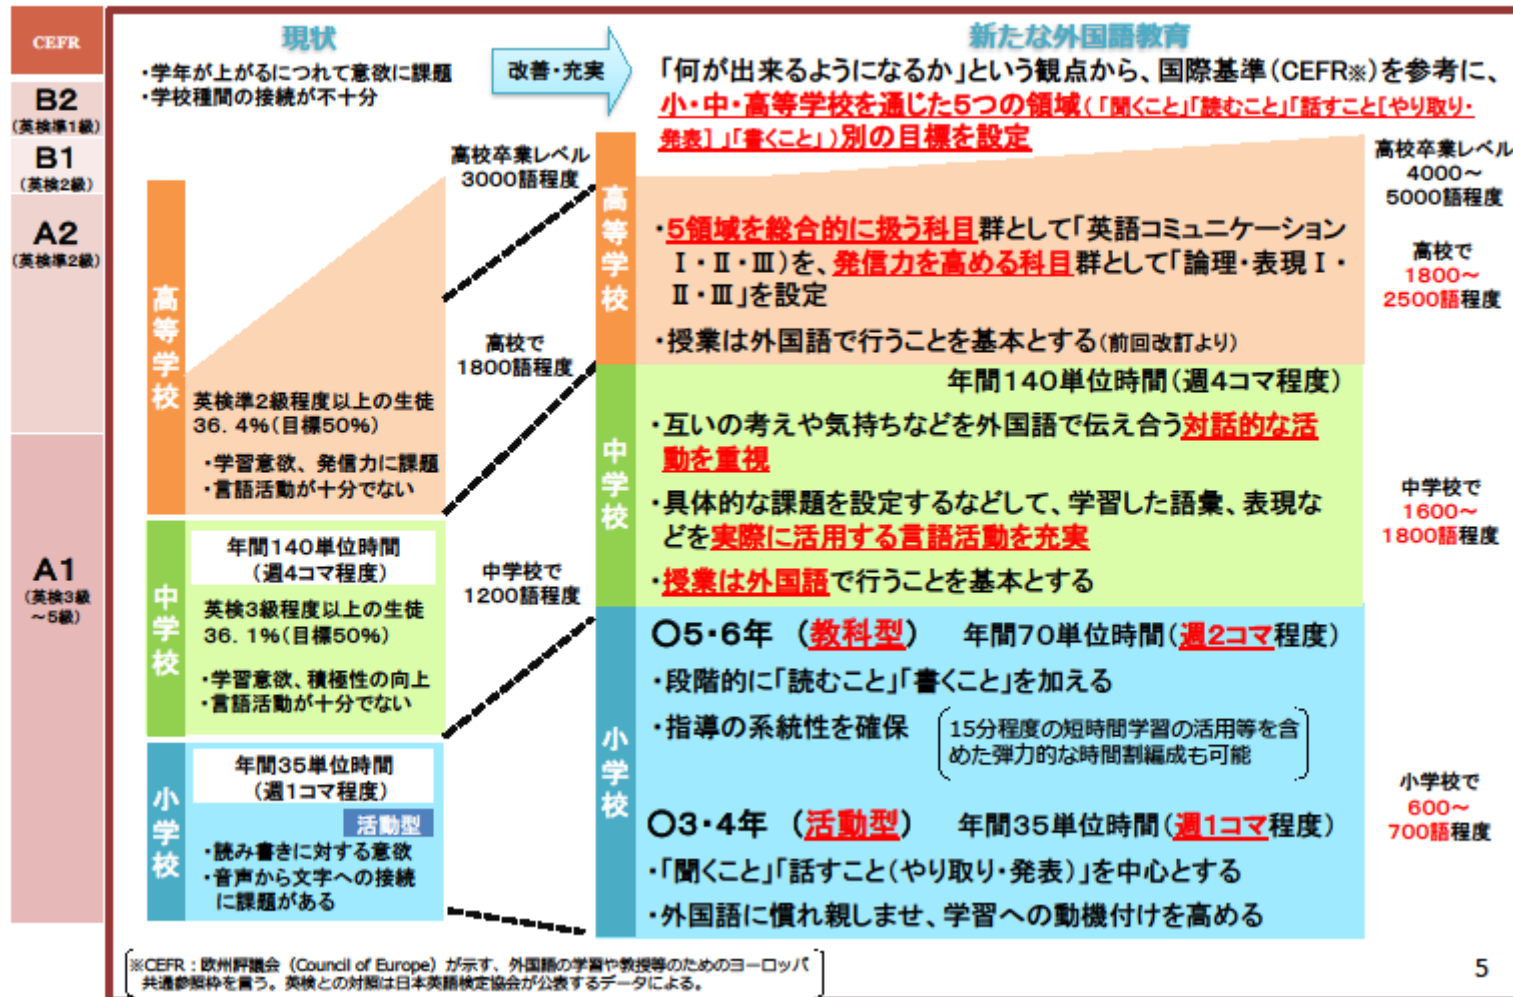 CEFR
B2
(英検準1級)
B1
(英検2級)
A2
(英検準2級)
A1
(英検3級
～5級)
現状
・学年が上がるにつれて意欲に課題
・学校種間の接続が不十分
改善・充実
新たな外国語教育
「何が出来るようになるか」という観点から、国際基準(CEFR※)を参考に、
小・中・高等学校を通じた5つの領域(「聞くこと」「読むこと」「話すこと[やり取り・
発表]」「書くこと」)別の目標を設定
高等学校
英検準2級程度以上の生徒
36.4%(目標50%)
・学習意欲、発信力に課題
・言語活動が十分でない
中学校
年間140単位時間
(週4コマ程度)
英検3級程度以上の生徒
36.1%(目標50%)
・学習意欲、積極性の向上
・言語活動が十分でない
小学校
年間35単位時間
(週1コマ程度)
活動型
・読み書きに対する意欲
・音声から文字への接続
に課題がある
高校卒業レベル
3000語程度
高校で
1800語程度
中学校で
1200語程度
高等学校
・5領域を総合的に扱う科目群として「英語コミュニケーション
Ⅰ・Ⅱ・Ⅲ)を、発信力を高める科目群として「論理・表現Ⅰ・
Ⅱ・Ⅲ」を設定
・授業は外国語で行うことを基本とする(前回改訂より)
中学校
年間140単位時間(週4コマ程度)
・互いの考えや気持ちなどを外国語で伝え合う対話的な活
動を重視
・具体的な課題を設定するなどして、学習した語彙、表現な
どを実際に活用する言語活動を充実
・授業は外国語で行うことを基本とする
小学校
○5・6年 (教科型) 年間70単位時間(週2コマ程度)
・段階的に「読むこと」「書くこと」を加える
・指導の系統性を確保
15分程度の短時間学習の活用等を含
めた弾力的な時間割編成も可能
○3・4年 (活動型) 年間35単位時間(週1コマ程度)
・「聞くこと」「話すこと(やり取り・発表)」を中心とする
・外国語に慣れ親しませ、学習への動機付けを高める
高校卒業レベル
4000～
5000語程度
高校で
1800～
2500語程度
中学校で
1600～
1800語程度
小学校で
600～
700語程度
※CEFR：欧州評議会 (Council of Europe) が示す、外国語の学習や教授等のためのヨーロッパ
共通参照枠を言う。英検との対照は日本英語検定協会が公表するデータによる。
5